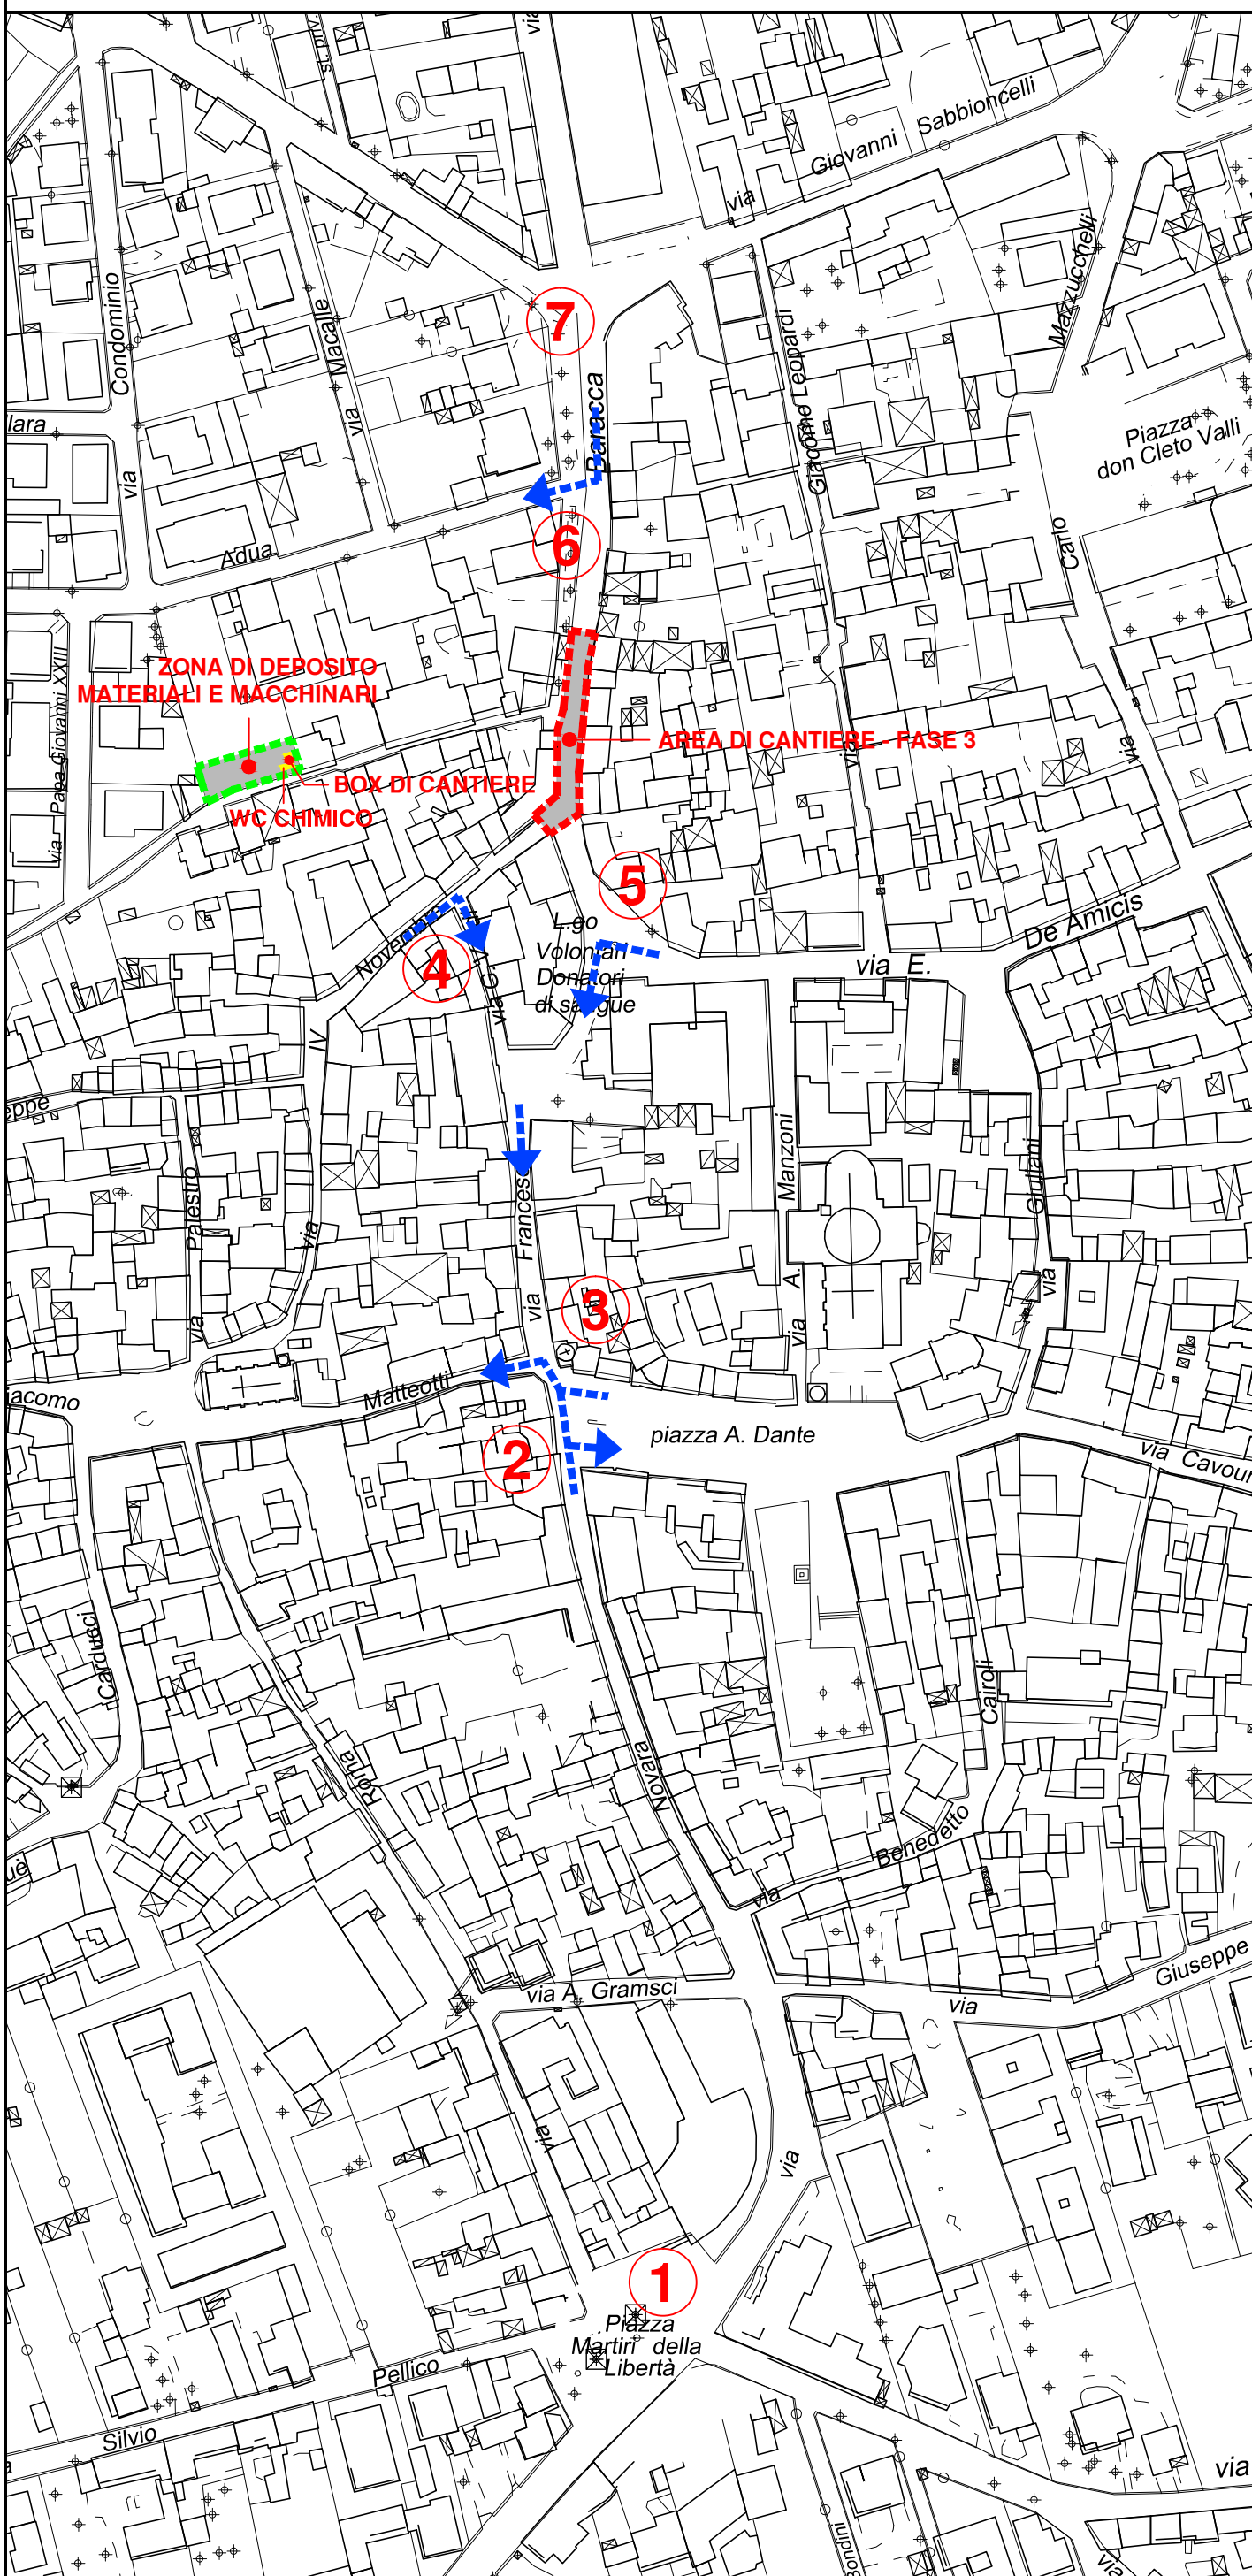 via
st.priv.
Sabbioncelli
Giovanni
via
Mazzucchelli
Condominio
Macallè
via
7
Baracca
Giacomo Leopardi
Piazza
don Cleto Valli
llara
via
6
Adua
Carlo
ZONA DI DEPOSITO
MATERIALI E MACCHINARI
via Papa Giovanni XXIII
AREA DI CANTIERE - FASE 3
via
via
BOX DI CANTIERE
WC CHIMICO
5
De Amicis
via E.
L.go
Volontari
Donatori
di sangue
Novembre
4
via C.
IV
eppe
Manzoni
Giuliani
Palestro
via
Francesco
A.
via
via
via
via
3
iacomo
Matteotti
2
piazza A. Dante
via Cavour
Carducci
Cairoli
Roma
Novara
Benedetto
via
uè
Giuseppe
via A. Gramsci
via
via
via
1
Piazza
Martiri della
Libertà
Pellico
Silvio
via
ondini
via